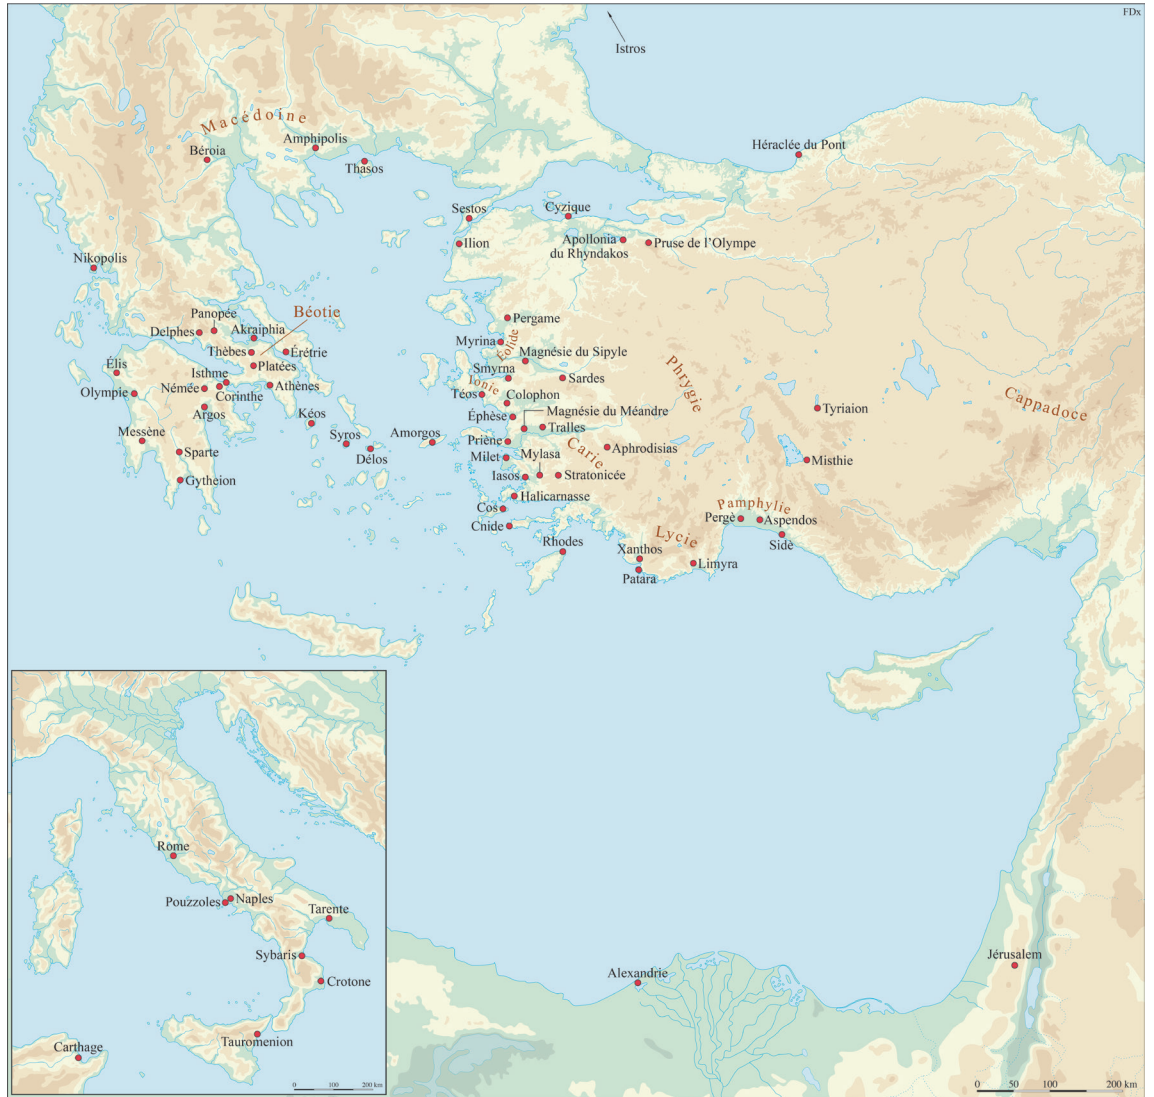 FDx
Istros
Macédoine
Amphipolis
Béroia
Thasos
Héraclée du Pont
Sestos
Cyzique
Ilion
Apollonia
du Rhyndakos
Pruse de l’Olympe
Nikopolis
Panopée
Béotie
Delphes
Akraiphia
Pergame
Myrina
Éolide
Thèbes
Érétrie
Magnésie du Sipyle
Élis
Isthme
Platées
Smyrna
Sardes
Phrygie
Olympie
Némée
Corinthe
Athènes
Ionie
Téos
Colophon
Cappadoce
Argos
Kéos
Éphèse
Magnésie du Méandre
Tyriaion
Messène
Syros
Amorgos
Priène
Tralles
Sparte
Délos
Milet
Mylasa
Carie
Aphrodisias
Misthie
Gytheion
Iasos
Stratonicée
Halicarnasse
Cos
Pamphylie
Cnide
Pergè
Aspendos
Lycie
Sidè
Rhodes
Xanthos
Limyra
Patara
Rome
Pouzzoles
Naples
Tarente
Sybaris
Crotone
Tauromenion
Carthage
0 100 200 km
Alexandrie
Jérusalem
0 50 100 200 km